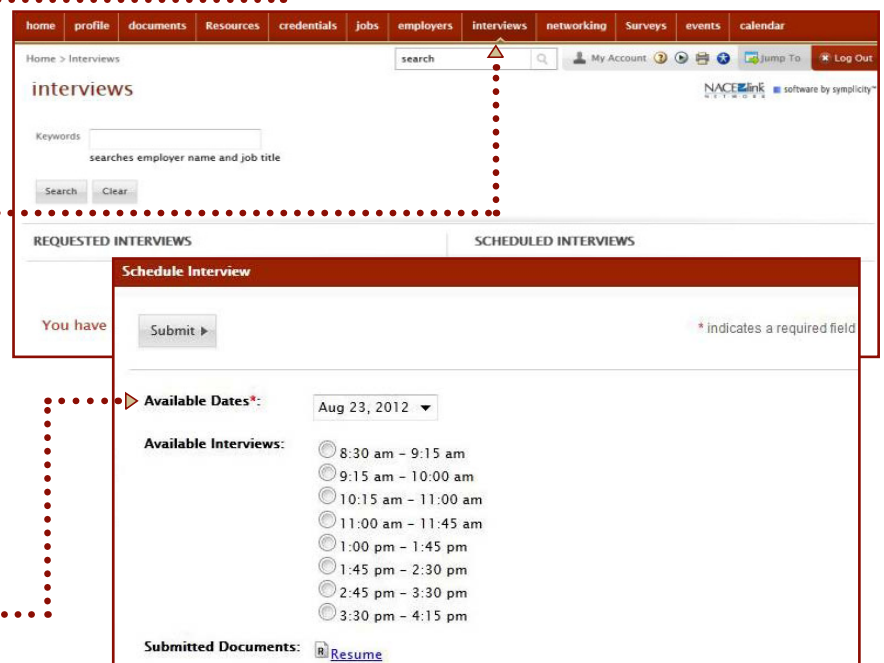 home profile documents Resources credentials jobs employers interviews networking Surveys events calendar
Home > Interviews search My Account Jump To Log Out
interviews
NACElink NETWORK software by symplicity™
Keywords
searches employer name and job title
Search Clear
REQUESTED INTERVIEWS SCHEDULED INTERVIEWS
You have
Schedule Interview
Submit * indicates a required field
Available Dates*: Aug 23, 2012
Available Interviews: 8:30 am – 9:15 am
9:15 am – 10:00 am
10:15 am – 11:00 am
11:00 am – 11:45 am
1:00 pm – 1:45 pm
1:45 pm – 2:30 pm
2:45 pm – 3:30 pm
3:30 pm – 4:15 pm
Submitted Documents: Resume